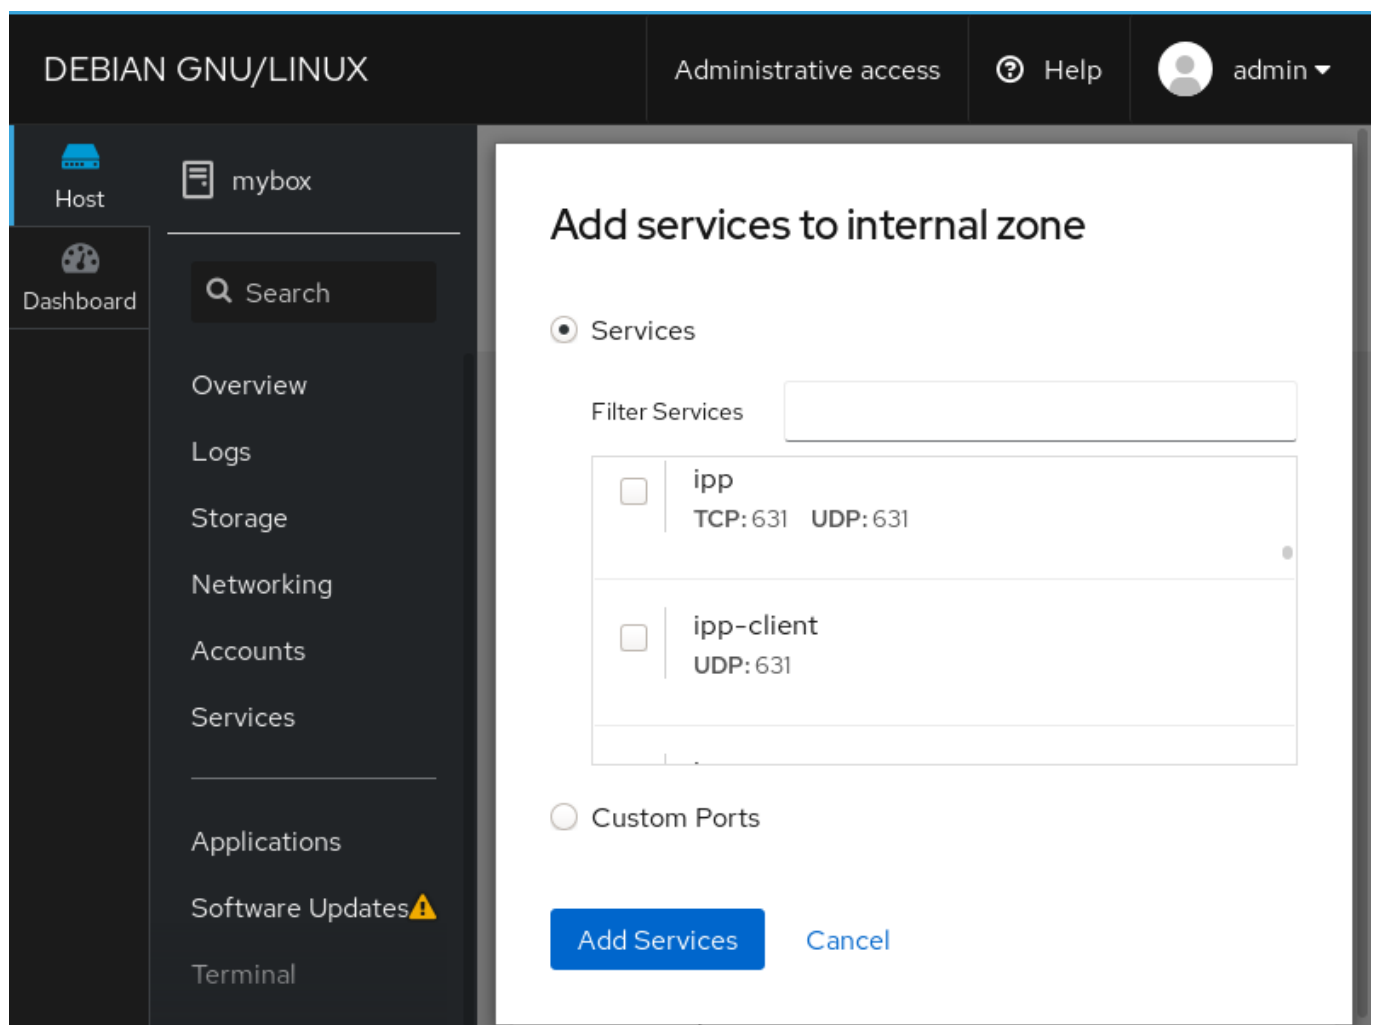 DEBIAN GNU/LINUX
Administrative access
Help
admin
Host
Dashboard
mybox
Search
Overview
Logs
Storage
Networking
Accounts
Services
Applications
Software Updates
Terminal
Add services to internal zone
Services
Filter Services
ipp
TCP: 631 UDP: 631
ipp-client
UDP: 631
Custom Ports
Add Services
Cancel